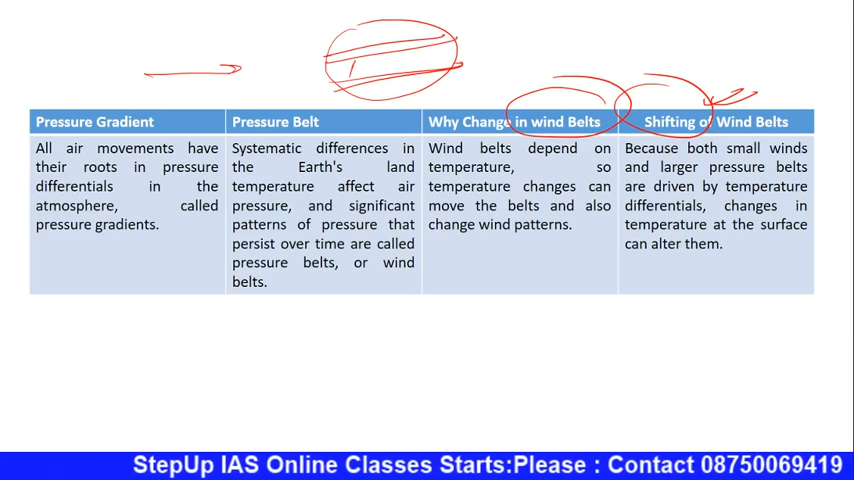 Pressure Gradient
Pressure Belt
Why Change in wind Belts
Shifting of Wind Belts
All air movements have
their roots in pressure
differentials in the
atmosphere, called
pressure gradients.
Systematic differences in
the Earth's land
temperature affect air
pressure, and significant
patterns of pressure that
persist over time are called
pressure belts, or wind
belts.
Wind belts depend on
temperature, so
temperature changes can
move the belts and also
change wind patterns.
Because both small winds
and larger pressure belts
are driven by temperature
differentials, changes in
temperature at the surface
can alter them.
StepUp IAS Online Classes Starts:Please : Contact 08750069419